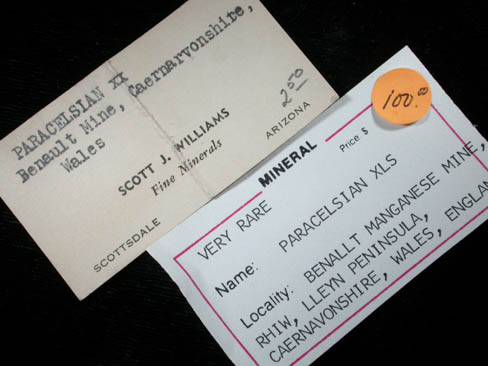 PARACELSIAN XX
Benault Mine, Caernarvonshire,
Wales
2.50
SCOTT J. WILLIAMS
Fine Minerals
SCOTTSDALE
ARIZONA
100.00
MINERAL
Price $
VERY RARE
Name: PARACELSIAN XLS
Locality: BENALLT MANGANESE MINE,
RHIW, LLEYN PENINSULA,
CAERNAVONSHIRE, WALES, ENGLAN